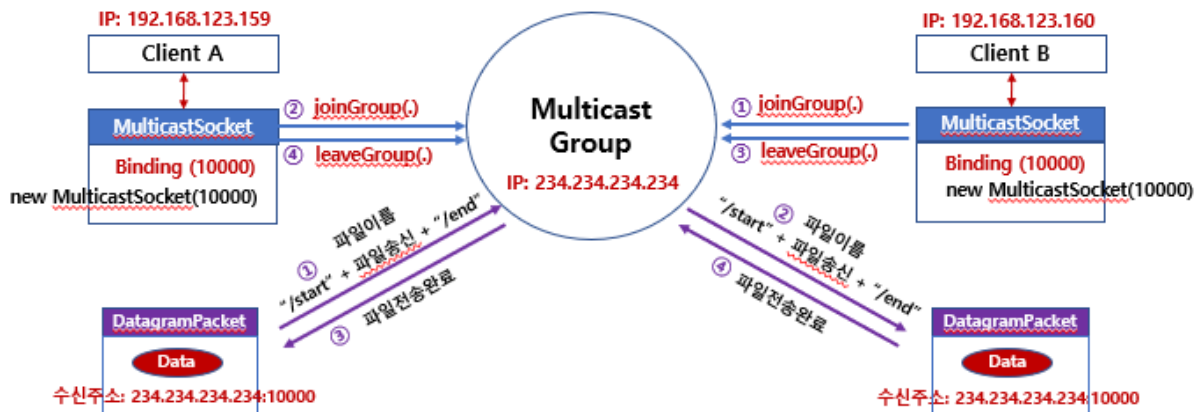 IP: 192.168.123.159
Client A
MulticastSocket
Binding (10000)
new MulticastSocket(10000)
② joinGroup(.)
④ leaveGroup(.)
Multicast
Group
IP: 234.234.234.234
IP: 192.168.123.160
Client B
① joinGroup(.)
③ leaveGroup(.)
MulticastSocket
Binding (10000)
new MulticastSocket(10000)
① 파일이름
"/start" + 파일송신 + "/end"
③ 파일전송완료
DatagramPacket
Data
수신주소: 234.234.234.234:10000
② 파일이름
"/start" + 파일송신 + "/end"
④ 파일전송완료
DatagramPacket
Data
수신주소: 234.234.234.234:10000